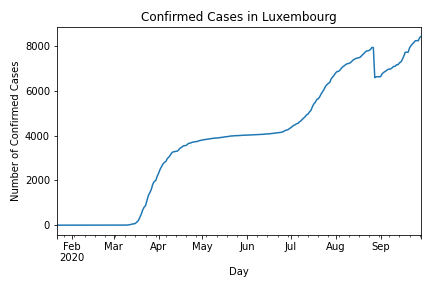 Confirmed Cases in Luxembourg
Number of Confirmed Cases
8000
6000
4000
2000
0
Feb Mar Apr May Jun Jul Aug Sep
2020
Day